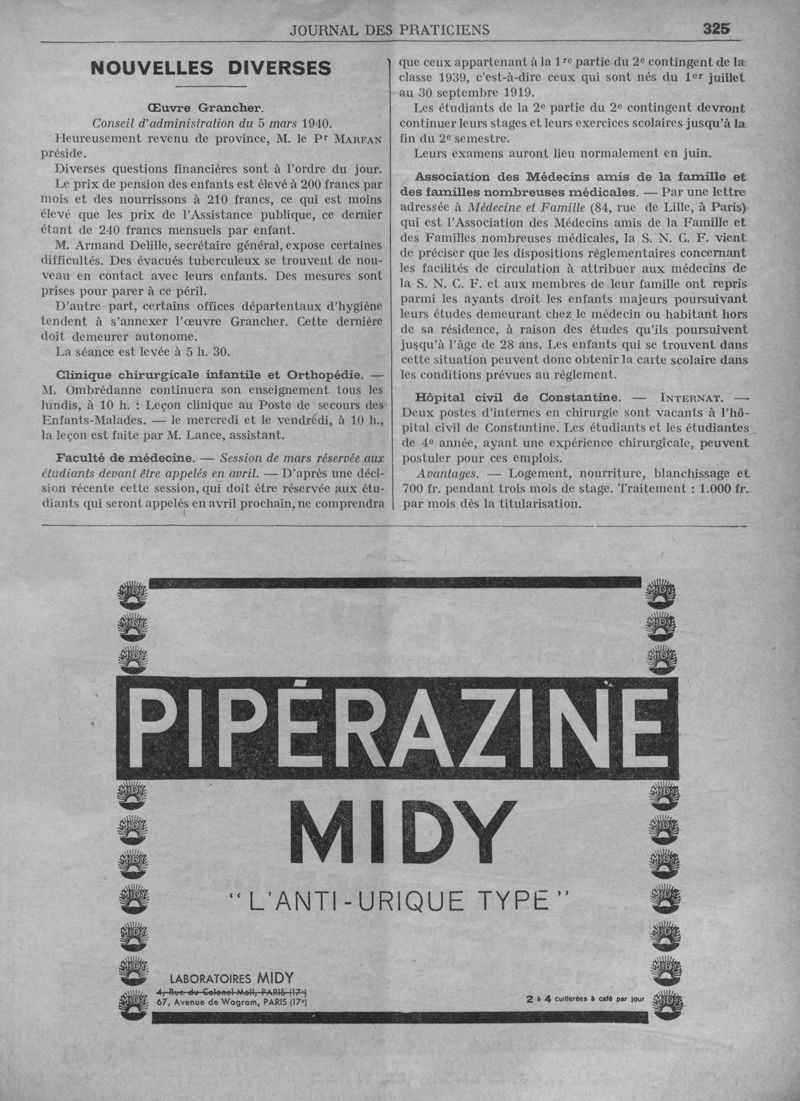 JOURNAL DES PRATICIENS
325
NOUVELLES DIVERSES
Œuvre Grancher.
Conseil d'administration du 5 mars 1940.
Heureusement revenu de province, M. le Pr MARFAN
préside.
Diverses questions financières sont à l'ordre du jour.
Le prix de pension des enfants est élevé à 200 francs par
mois et des nourrissons à 210 francs, ce qui est moins
élevé que les prix de l'Assistance publique, ce dernier
étant de 240 francs mensuels par enfant.
M. Armand Delille, secrétaire général, expose certaines
difficultés. Des évacués tuberculeux se trouvent de nou-
veau en contact avec leurs enfants. Des mesures sont
prises pour parer à ce péril.
D'autre part, certains offices départentaux d'hygiène
tendent à s'annexer l'œuvre Grancher. Cette dernière
doit demeurer autonome.
La séance est levée à 5 h. 30.
Clinique chirurgicale infantile et Orthopédie. —
M. Ombrédanne continuera son enseignement tous les
lundis, à 10 h. : Leçon clinique au Poste de secours des
Enfants-Malades. — le mercredi et le vendrédi, à 10 h.,
la leçon est faite par M. Lance, assistant.
Faculté de médecine. — Session de mars réservée aux
étudiants devant être appelés en avril. — D'après une déci-
sion récente cette session, qui doit être réservée aux étu-
diants qui seront appelés en avril prochain, ne comprendra
que ceux appartenant à la 1re partie du 2e contingent de la
classe 1939, c'est-à-dire ceux qui sont nés du 1er juillet
au 30 septembre 1919.
Les étudiants de la 2e partie du 2e contingent devront
continuer leurs stages et leurs exercices scolaires jusqu'à la
fin du 2e semestre.
Leurs examens auront lieu normalement en juin.
Association des Médecins amis de la famille et
des familles nombreuses médicales. — Par une lettre
adressée à Médecine et Famille (84, rue de Lille, à Paris)
qui est l'Association des Médecins amis de la Famille et
des Familles nombreuses médicales, la S. N. C. F. vient
de préciser que les dispositions règlementaires concernant
les facilités de circulation à attribuer aux médecins de
la S. N. C. F. et aux membres de leur famille ont repris
parmi les ayants droit les enfants majeurs poursuivant
leurs études demeurant chez le médecin ou habitant hors
de sa résidence, à raison des études qu'ils poursuivent
jusqu'à l'âge de 28 ans. Les enfants qui se trouvent dans
cette situation peuvent donc obtenir la carte scolaire dans
les conditions prévues au règlement.
Hôpital civil de Constantine. — INTERNAT. —
Deux postes d'internes en chirurgie sont vacants à l'hô-
pital civil de Constantine. Les étudiants et les étudiantes
de 4e année, ayant une expérience chirurgicale, peuvent
postuler pour ces emplois.
Avantages. — Logement, nourriture, blanchissage et
700 fr. pendant trois mois de stage. Traitement : 1.000 fr.
par mois dès la titularisation.
PIPÉRAZINE
MIDY
"L'ANTI-URIQUE TYPE"
LABORATOIRES MIDY
4, Rue du Colonel-Moll, PARIS (17e)
67, Avenue de Wagram, PARIS (17e)
2 à 4 cuillerées à café par jour